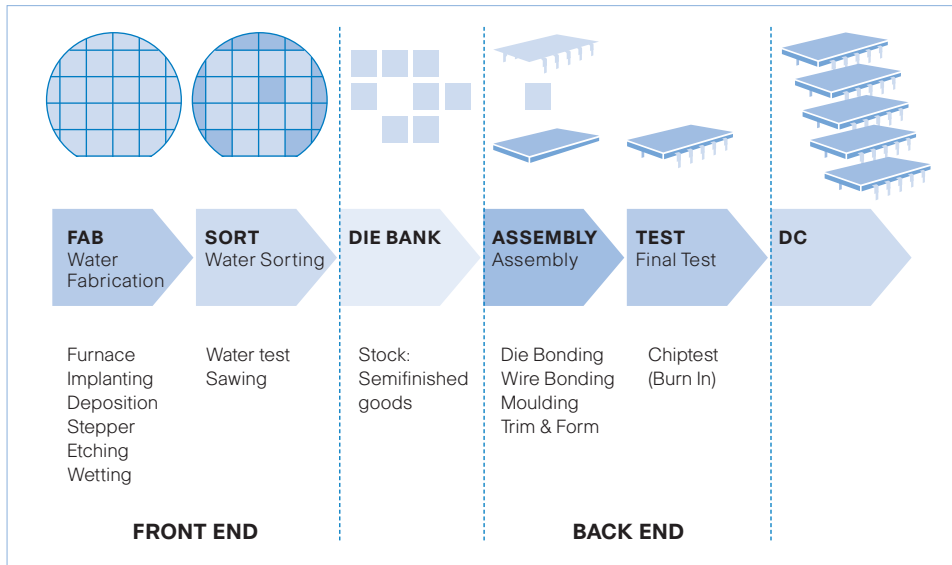 FAB
Water
Fabrication
SORT
Water Sorting
DIE BANK
ASSEMBLY
Assembly
TEST
Final Test
DC
Furnace
Implanting
Deposition
Stepper
Etching
Wetting
Water test
Sawing
Stock:
Semifinished
goods
Die Bonding
Wire Bonding
Moulding
Trim & Form
Chiptest
(Burn In)
FRONT END
BACK END